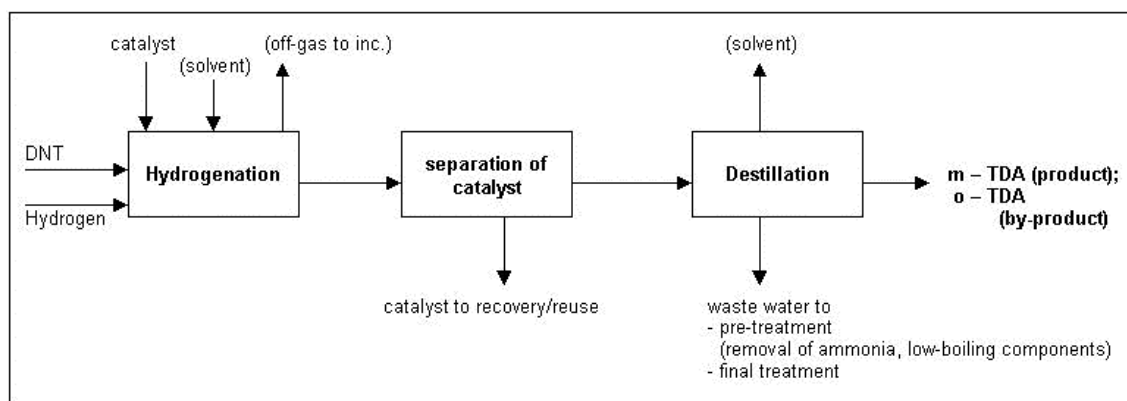 catalyst
(solvent)
(off-gas to inc.)
(solvent)
DNT
Hydrogen
Hydrogenation
separation of
catalyst
Destillation
m – TDA (product);
o – TDA
(by-product)
catalyst to recovery/reuse
waste water to
- pre-treatment
(removal of ammonia, low-boiling components)
- final treatment